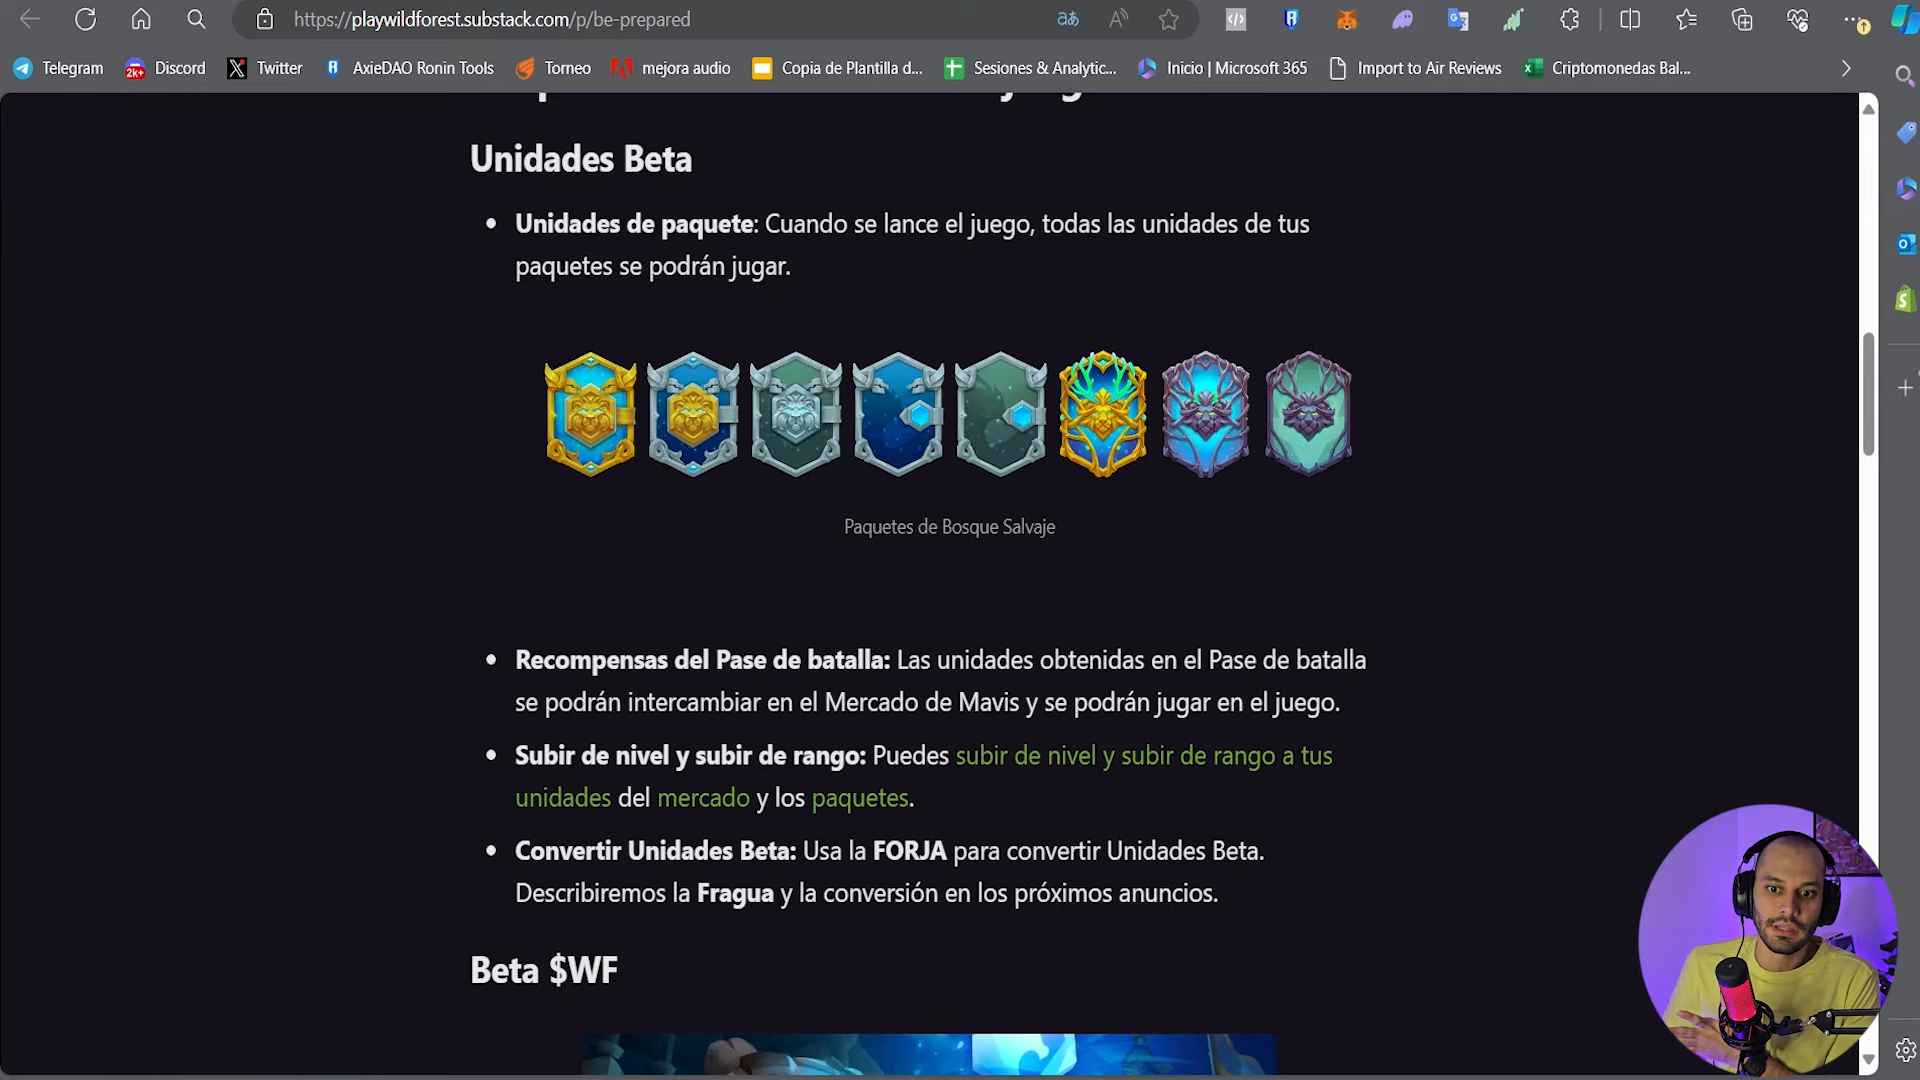 https://playwildforest.substack.com/p/be-prepared
Telegram
2k+ Discord
Twitter
AxieDAO Ronin Tools
Torneo
mejora audio
Copia de Plantilla d...
Sesiones & Analytic...
Inicio | Microsoft 365
Import to Air Reviews
Criptomonedas Bal...
Unidades Beta
• Unidades de paquete: Cuando se lance el juego, todas las unidades de tus
paquetes se podrán jugar.
Paquetes de Bosque Salvaje
• Recompensas del Pase de batalla: Las unidades obtenidas en el Pase de batalla
se podrán intercambiar en el Mercado de Mavis y se podrán jugar en el juego.
• Subir de nivel y subir de rango: Puedes subir de nivel y subir de rango a tus
unidades del mercado y los paquetes.
• Convertir Unidades Beta: Usa la FORJA para convertir Unidades Beta.
Describiremos la Fragua y la conversión en los próximos anuncios.
Beta $WF